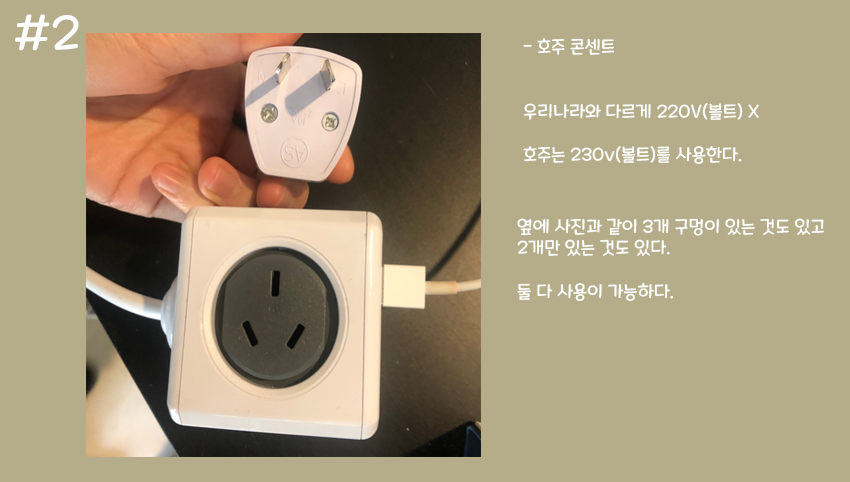 #2
- 호주 콘센트
우리나라와 다르게 220V(볼트) X
호주는 230v(볼트)를 사용한다.
옆에 사진과 같이 3개 구멍이 있는 것도 있고
2개만 있는 것도 있다.
둘 다 사용이 가능하다.
AS